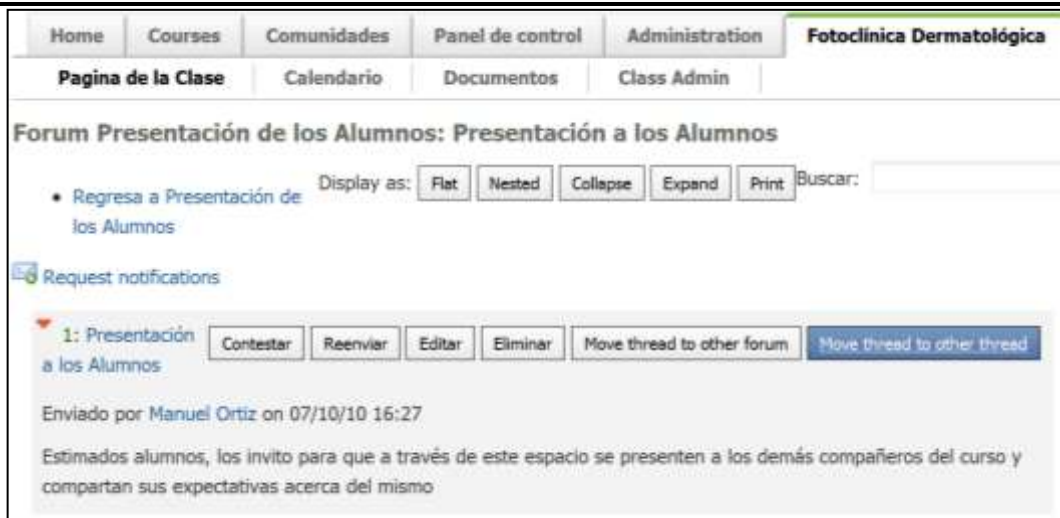 Home Courses Comunidades Panel de control Administration Fotoclínica Dermatológica
Pagina de la Clase Calendario Documentos Class Admin
Forum Presentación de los Alumnos: Presentación a los Alumnos
• Regresa a Presentación de los Alumnos
Display as: Flat Nested Collapse Expand Print Buscar:
Request notifications
1: Presentación a los Alumnos
Contestar Reenviar Editar Eliminar Move thread to other forum Move thread to other thread
Enviado por Manuel Ortiz on 07/10/10 16:27
Estimados alumnos, los invito para que a través de este espacio se presenten a los demás compañeros del curso y
compartan sus expectativas acerca del mismo